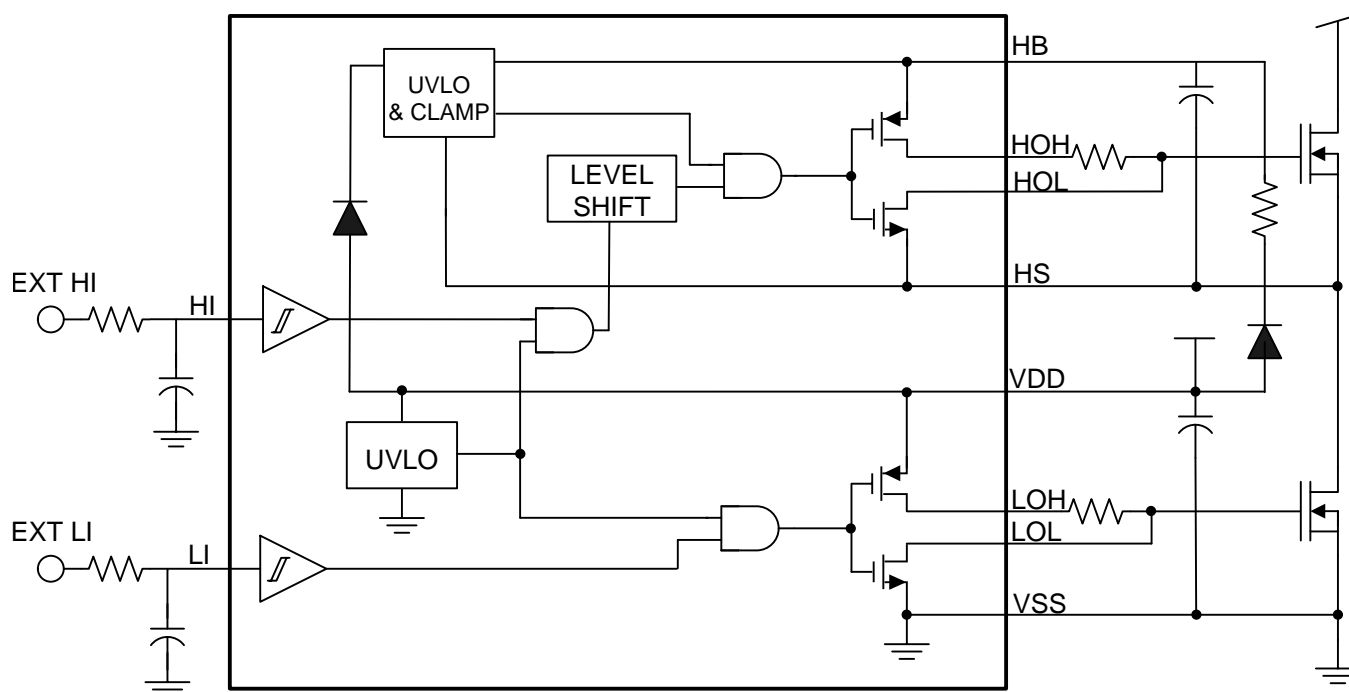 HB
UVLO
& CLAMP
HOH
LEVEL
SHIFT
HOL
EXT HI
HI
HS
VDD
UVLO
LOH
EXT LI
LOL
LI
VSS